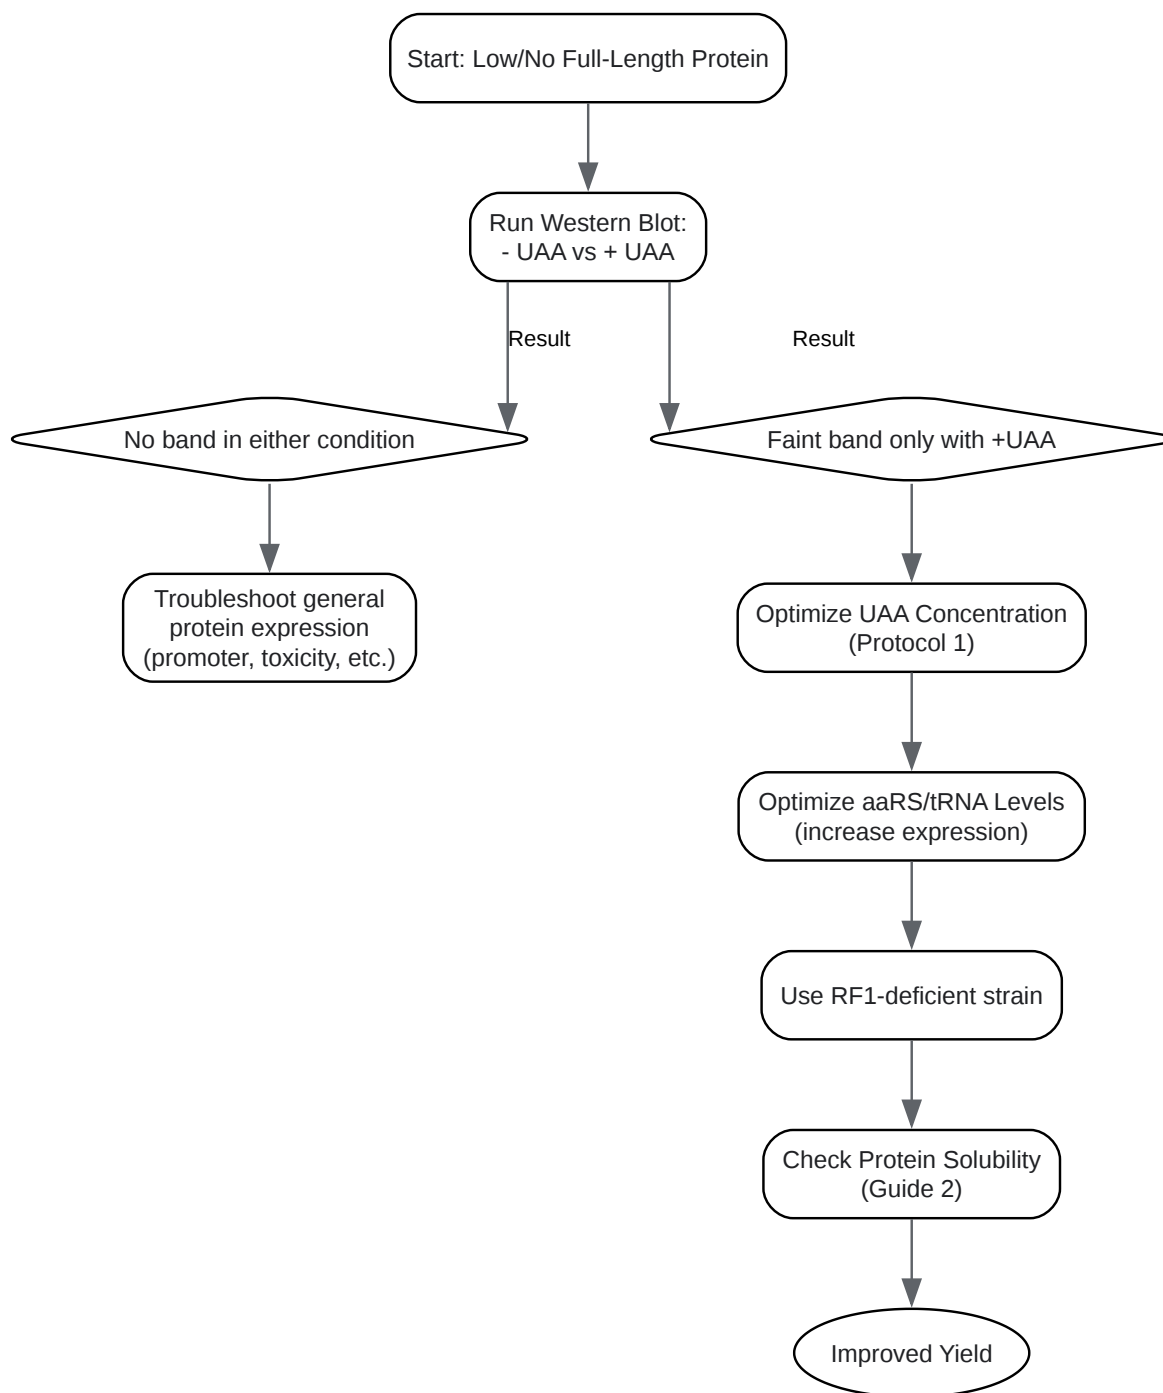 Start: Low/No Full-Length Protein
Run Western Blot:
- UAA vs + UAA
Result
Result
No band in either condition
Faint band only with +UAA
Troubleshoot general
protein expression
(promoter, toxicity, etc.)
Optimize UAA Concentration
(Protocol 1)
Optimize aaRS/tRNA Levels
(increase expression)
Use RF1-deficient strain
Check Protein Solubility
(Guide 2)
Improved Yield